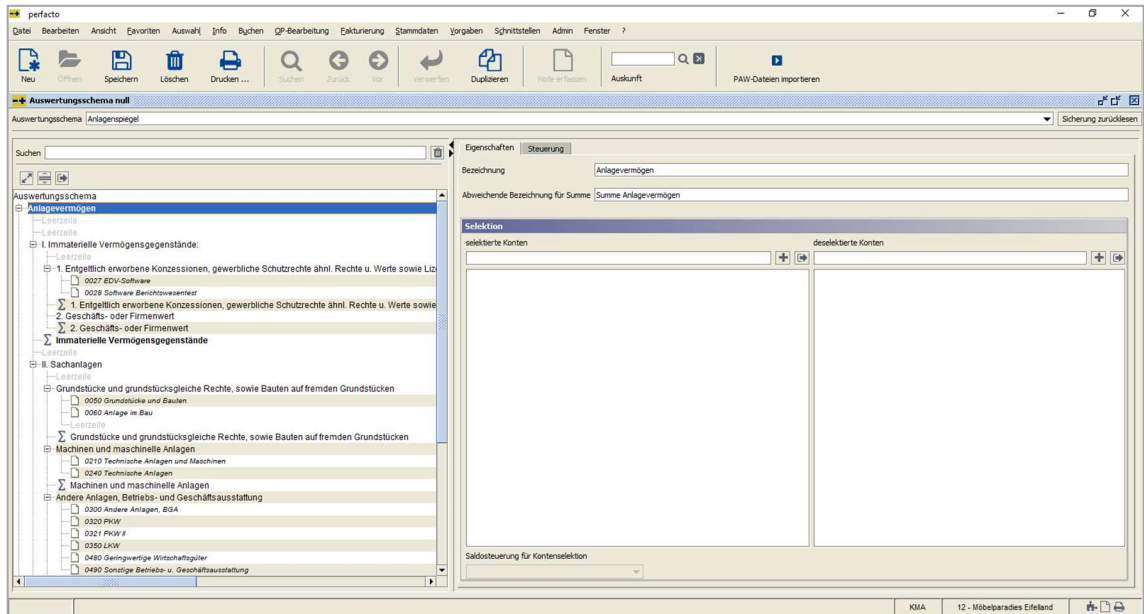 perfacto
Datei Bearbeiten Ansicht Favoriten Auswahl Info Buchen OP-Bearbeitung Fakturierung Stammdaten Vorgaben Schnittstellen Admin Fenster ?
Neu Öffnen Speichern Löschen Drucken ... Suchen Zurück Vor Verwerfen Duplizieren Note erfassen Auskunft PAW-Dateien importieren
Auswertungsschema null
Auswertungsschema Anlagenspiegel Sicherung zurücklesen
Suchen
Auswertungsschema
Anlagevermögen
Leerzeile
Leerzeile
I. Immaterielle Vermögensgegenstände:
Leerzeile
1. Entgeltlich erworbene Konzessionen, gewerbliche Schutzrechte ähnl. Rechte u. Werte sowie Liz
0027 EDV-Software
0028 Software Berichtswesentest
Σ 1. Entgeltlich erworbene Konzessionen, gewerbliche Schutzrechte ähnl. Rechte u. Werte sowie
2. Geschäfts- oder Firmenwert
Σ 2. Geschäfts- oder Firmenwert
Σ Immaterielle Vermögensgegenstände
Leerzeile
II. Sachanlagen
Leerzeile
Grundstücke und grundstücksgleiche Rechte, sowie Bauten auf fremden Grundstücken
0050 Grundstücke und Bauten
0060 Anlage im Bau
Leerzeile
Σ Grundstücke und grundstücksgleiche Rechte, sowie Bauten auf fremden Grundstücken
Machinen und maschinelle Anlagen
0210 Technische Anlagen und Maschinen
0240 Technische Anlagen
Σ Machinen und maschinelle Anlagen
Andere Anlagen, Betriebs- und Geschäftsausstattung
0300 Andere Anlagen, BGA
0320 PKW
0321 PKW II
0350 LKW
0480 Geringwertige Wirtschaftsgüter
0490 Sonstige Betriebs- u. Geschäftsausstattung
Eigenschaften Steuerung
Bezeichnung Anlagevermögen
Abweichende Bezeichnung für Summe Summe Anlagevermögen
Selektion
selektierte Konten deselektierte Konten
Saldosteuerung für Kontenselektion
KMA 12 - Möbelparadies Eifelland